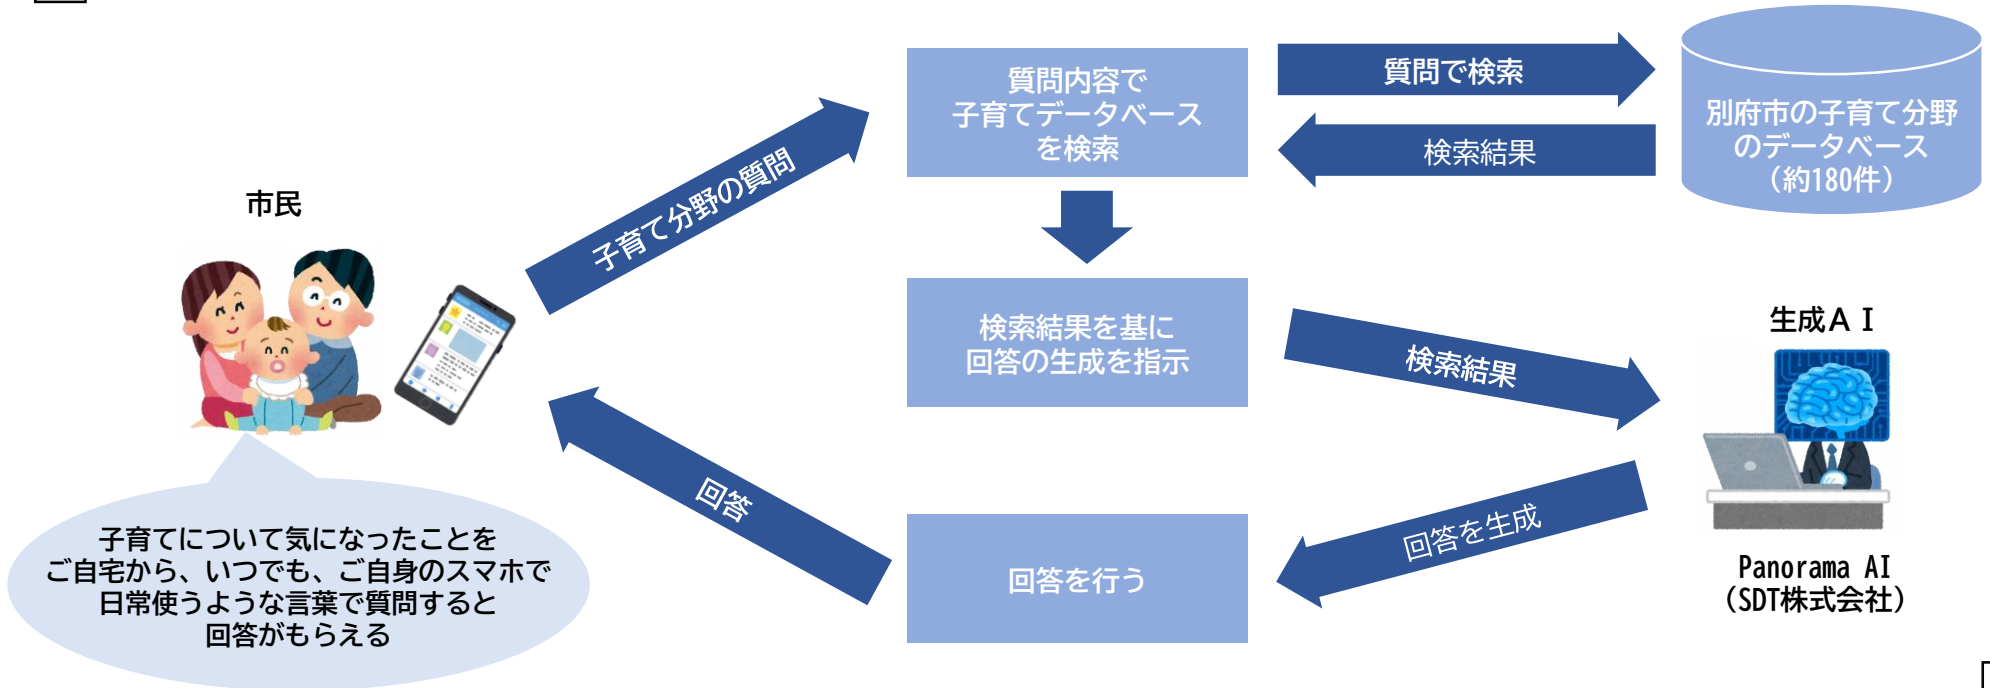 質問内容で
子育てデータベース
を検索
質問で検索
検索結果
別府市の子育て分野
のデータベース
（約180件）
子育て分野の質問
市民
検索結果を基に
回答の生成を指示
検索結果
生成ＡＩ
回答
回答を行う
回答を生成
Panorama AI
（SDT株式会社）
子育てについて気になったことを
ご自宅から、いつでも、ご自身のスマホで
日常使うような言葉で質問すると
回答がもらえる